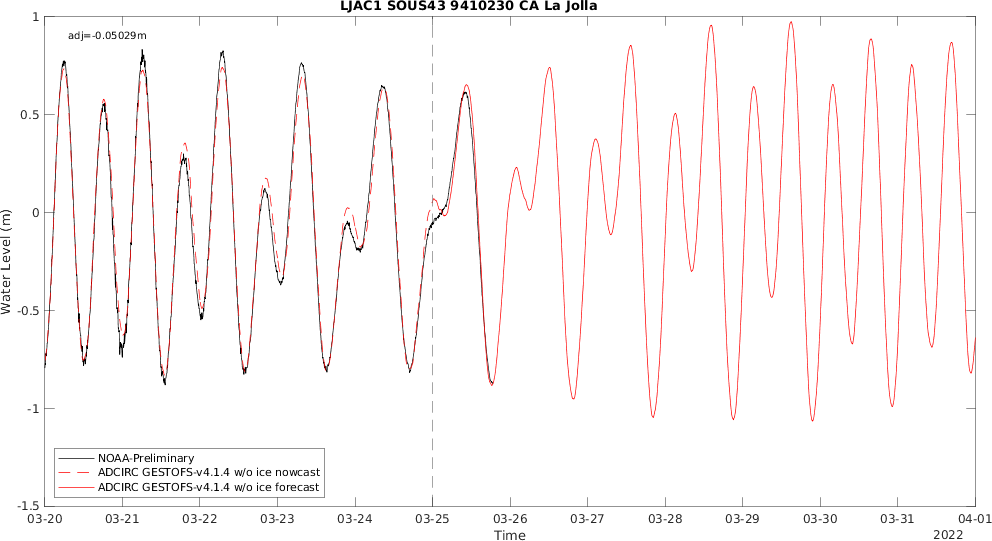 LJAC1 SOUS43 9410230 CA La Jolla
adj=-0.05029m
1
0.5
0
-0.5
-1
-1.5
Water Level (m)
NOAA-Preliminary
ADCIRC GESTOFS-v4.1.4 w/o ice nowcast
ADCIRC GESTOFS-v4.1.4 w/o ice forecast
03-20 03-21 03-22 03-23 03-24 03-25 03-26 03-27 03-28 03-29 03-30 03-31 04-01
Time
2022